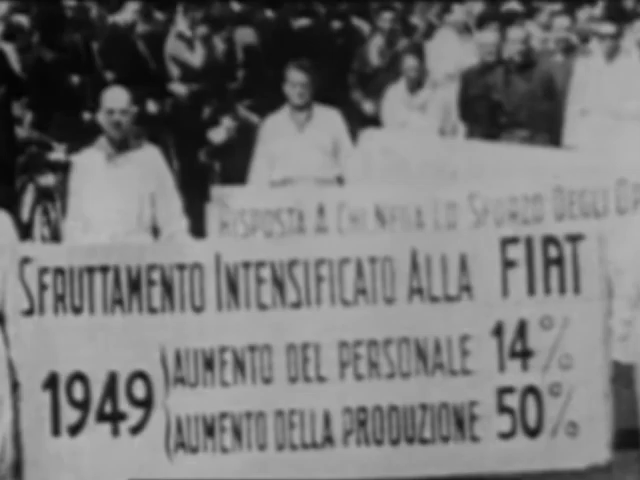 RISPOSTA A CHI NEGA LO SFORZO DEGLI OP
SFRUTTAMENTO INTENSIFICATO ALLA FIAT
1949
AUMENTO DEL PERSONALE 14%
AUMENTO DELLA PRODUZIONE 50%